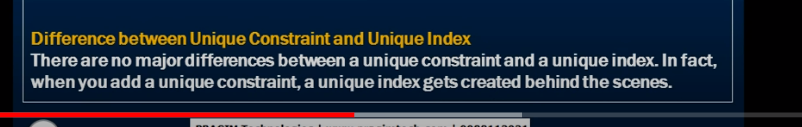 Difference between Unique Constraint and Unique Index
There are no major differences between a unique constraint and a unique index. In fact,
when you add a unique constraint, a unique index gets created behind the scenes.